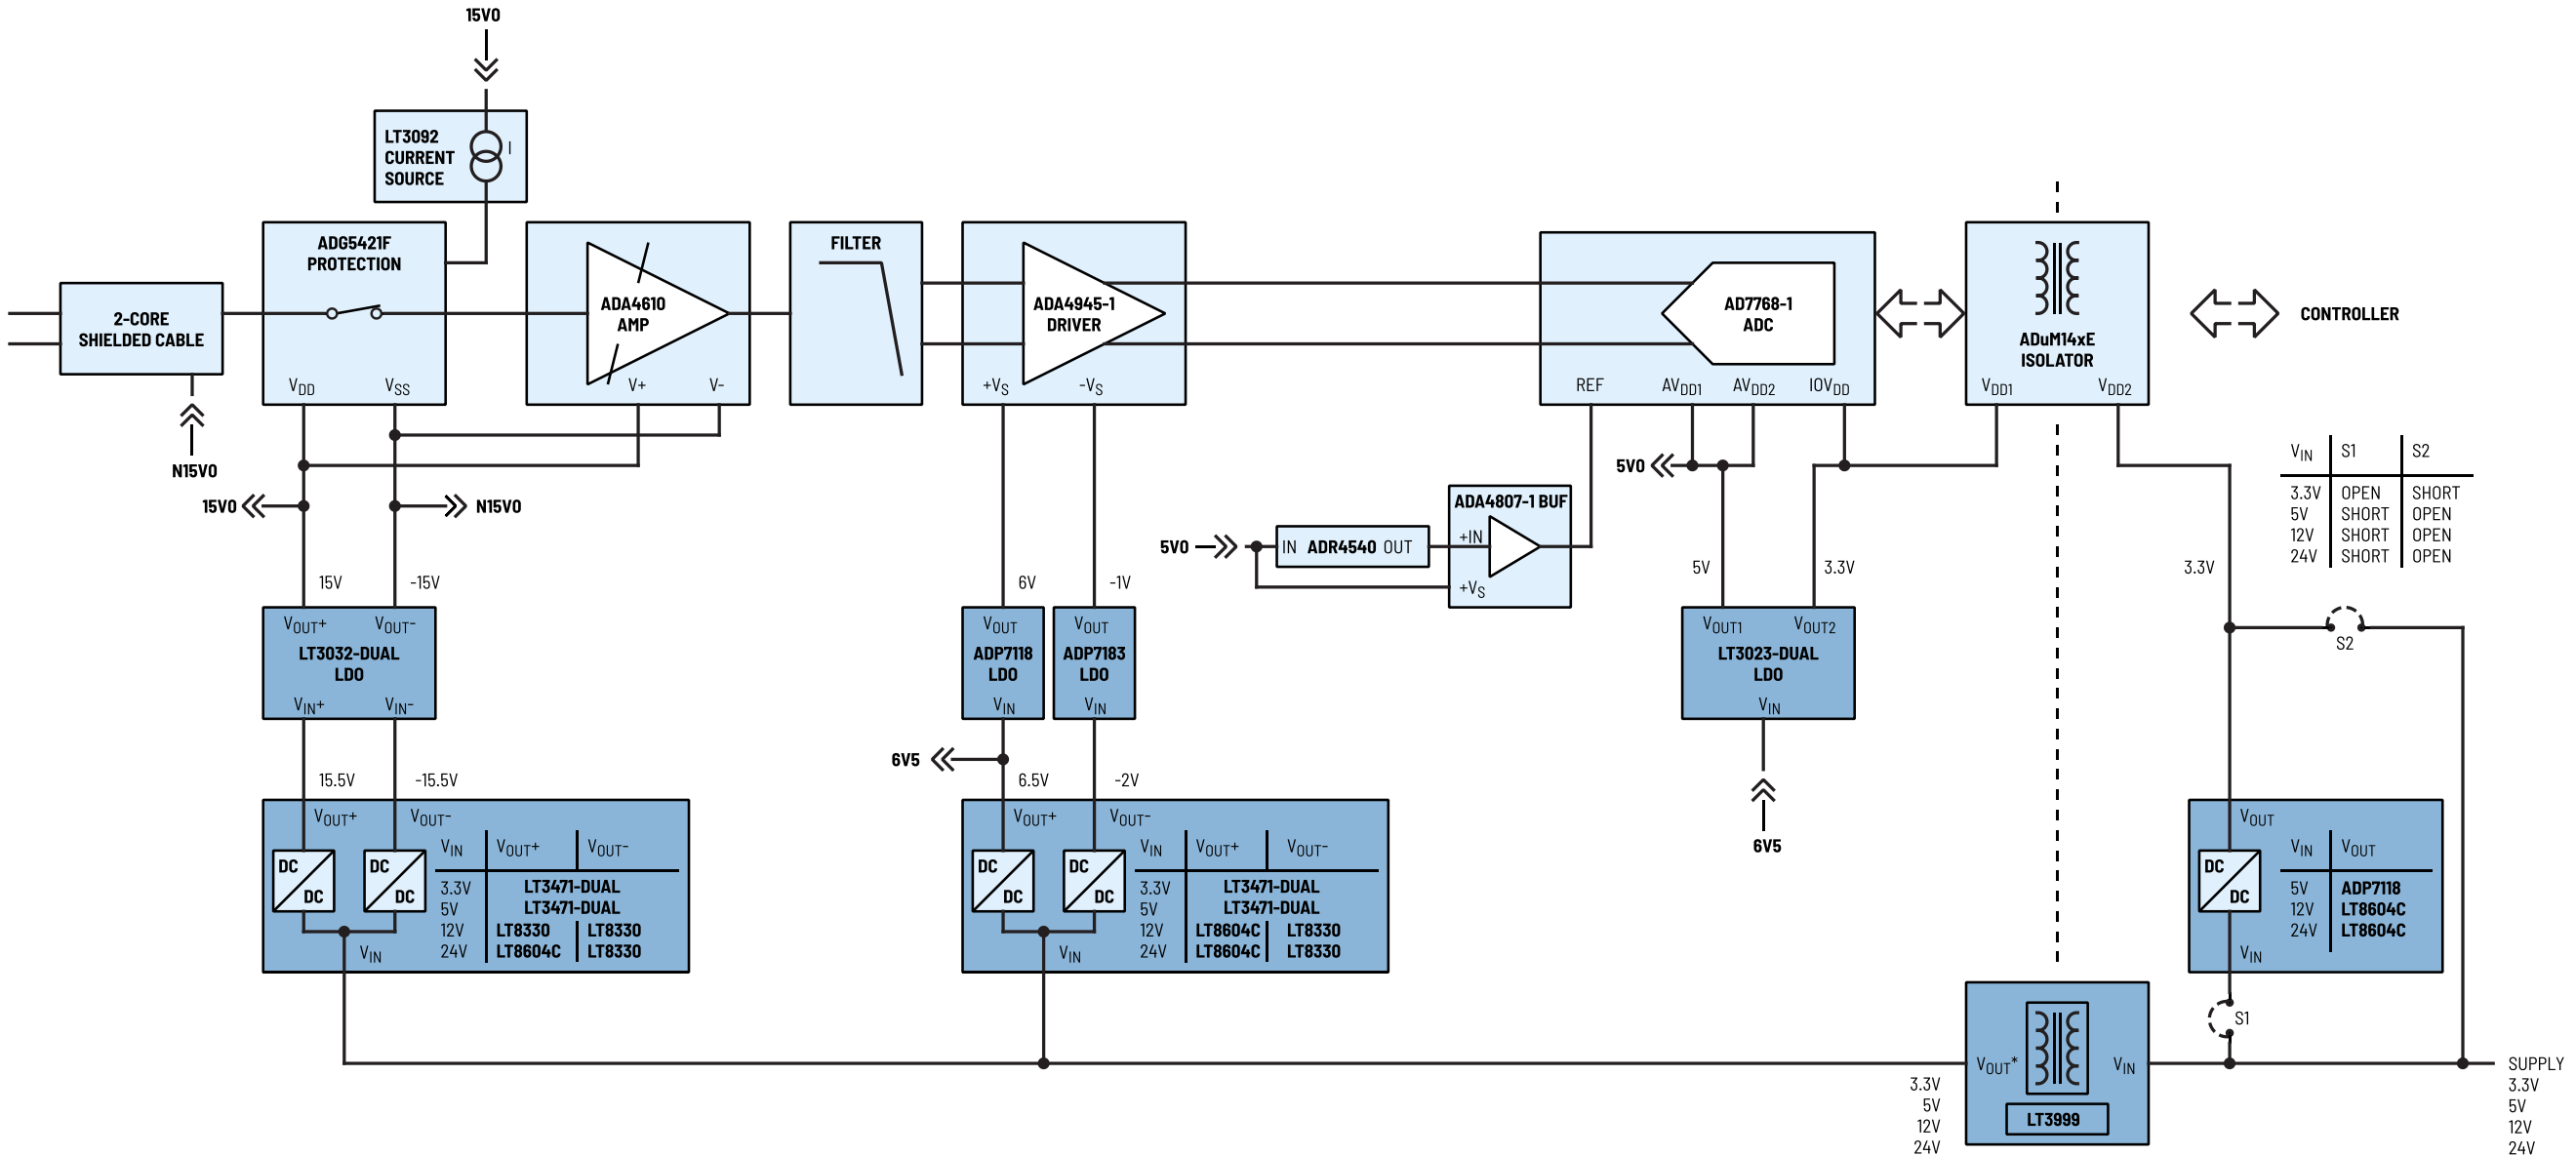 15V0
LT3092
CURRENT
SOURCE
I
2-CORE
SHIELDED CABLE
N15V0
ADG5421F
PROTECTION
VDD
VSS
ADA4610
AMP
V+
V-
FILTER
ADA4945-1
DRIVER
+VS
-VS
AD7768-1
ADC
REF
AVDD1
AVDD2
IOVDD
ADuM14xE
ISOLATOR
VDD1
VDD2
CONTROLLER
15V0
N15V0
15V
-15V
VOUT+
VOUT-
LT3032-DUAL
LDO
VIN+
VIN-
15.5V
-15.5V
VOUT+
VOUT-
DC
DC
DC
DC
VIN
VIN VOUT+ VOUT-
3.3V LT3471-DUAL
5V LT3471-DUAL
12V LT8330 LT8330
24V LT8604C LT8330
6V
-1V
VOUT
ADP7118
LDO
VIN
VOUT
ADP7183
LDO
VIN
6V5
6.5V
-2V
VOUT+
VOUT-
DC
DC
DC
DC
VIN
VIN VOUT+ VOUT-
3.3V LT3471-DUAL
5V LT3471-DUAL
12V LT8604C LT8330
24V LT8604C LT8330
5V0
IN ADR4540 OUT
ADA4807-1 BUF
+IN
+VS
5V0
5V
3.3V
VOUT1
VOUT2
LT3023-DUAL
LDO
VIN
6V5
VIN S1 S2
3.3V OPEN SHORT
5V SHORT OPEN
12V SHORT OPEN
24V SHORT OPEN
3.3V
S2
VOUT
DC
DC
VIN
VIN VOUT
5V ADP7118
12V LT8604C
24V LT8604C
S1
VOUT*
VIN
LT3999
3.3V
5V
12V
24V
SUPPLY
3.3V
5V
12V
24V